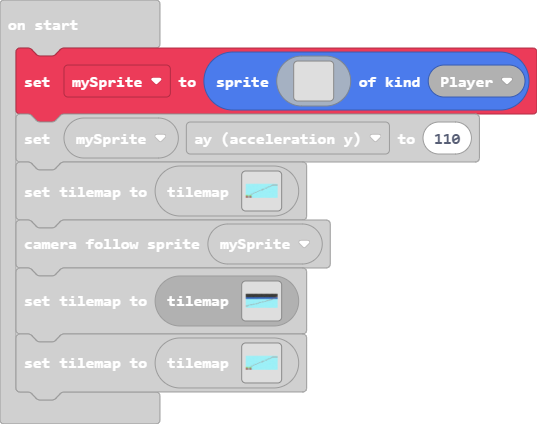 on start
set mySprite to sprite of kind Player
set mySprite ay (acceleration y) to 110
set tilemap to tilemap
camera follow sprite mySprite
set tilemap to tilemap
set tilemap to tilemap